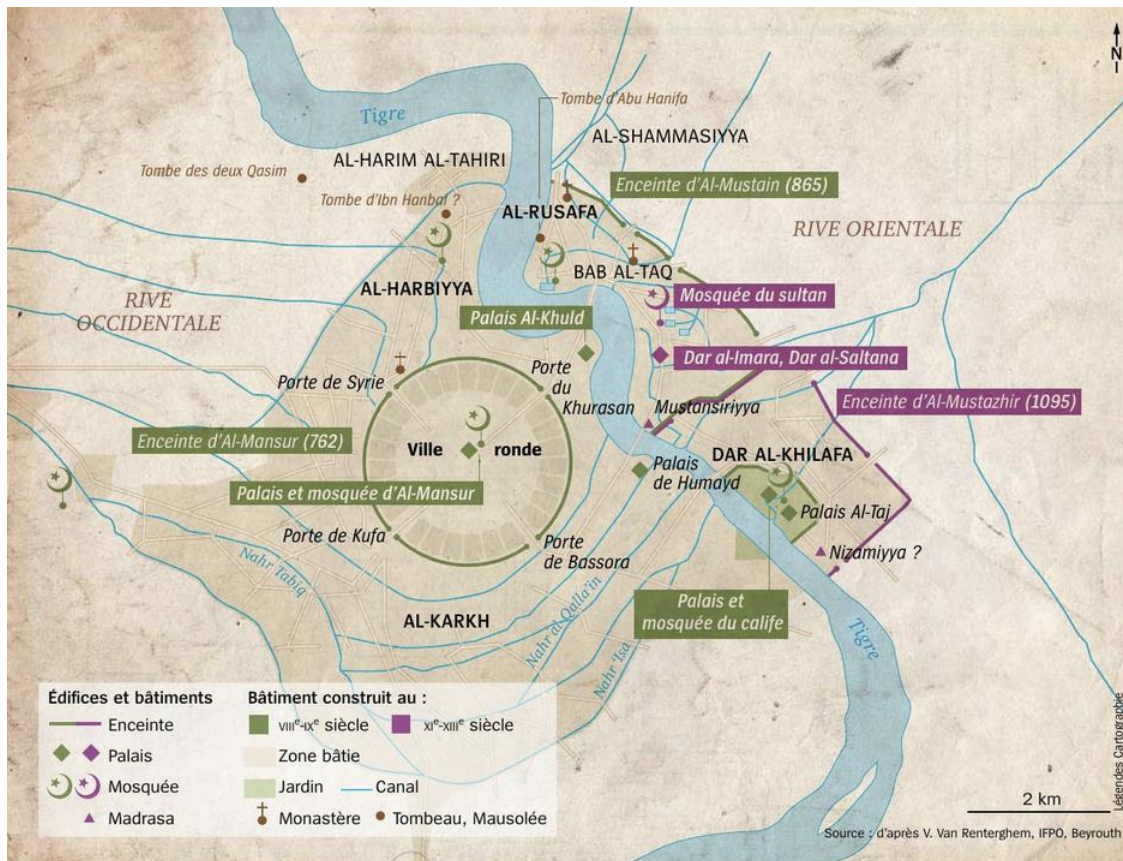 N
Tigre
Tombe d'Abu Hanifa
AL-SHAMMASIYYA
AL-HARIM AL-TAHIRI
Tombe des deux Qasim
Enceinte d'Al-Mustain (865)
Tombe d'Ibn Hanbal ?
AL-RUSAFA
RIVE ORIENTALE
BAB AL-TAQ
AL-HARBIYYA
Mosquée du sultan
RIVE
OCCIDENTALE
Palais Al-Khuld
Dar al-Imara, Dar al-Saltana
Porte de Syrie
Porte
du
Khurasan
Enceinte d'Al-Mustazhir (1095)
Mustansiriyya
Enceinte d'Al-Mansur (762)
Ville ronde
DAR AL-KHILAFA
Palais
de Humayd
Palais et mosquée d'Al-Mansur
Palais Al-Taj
Porte de Kufa
Porte
de Bassora
Nizamiyya ?
Nahr Tabiq
Palais et
mosquée du calife
AL-KARKH
Nahr al Qalla'in
Nahr 'Isa
Tigre
Édifices et bâtiments
Enceinte
Palais
Mosquée
Madrasa
Bâtiment construit au :
VIIIe-IXe siècle
XIe-XIIIe siècle
Zone bâtie
Jardin
Canal
Monastère
Tombeau, Mausolée
2 km
Source : d'après V. Van Renterghem, IFPO, Beyrouth
Légendes Cartographie